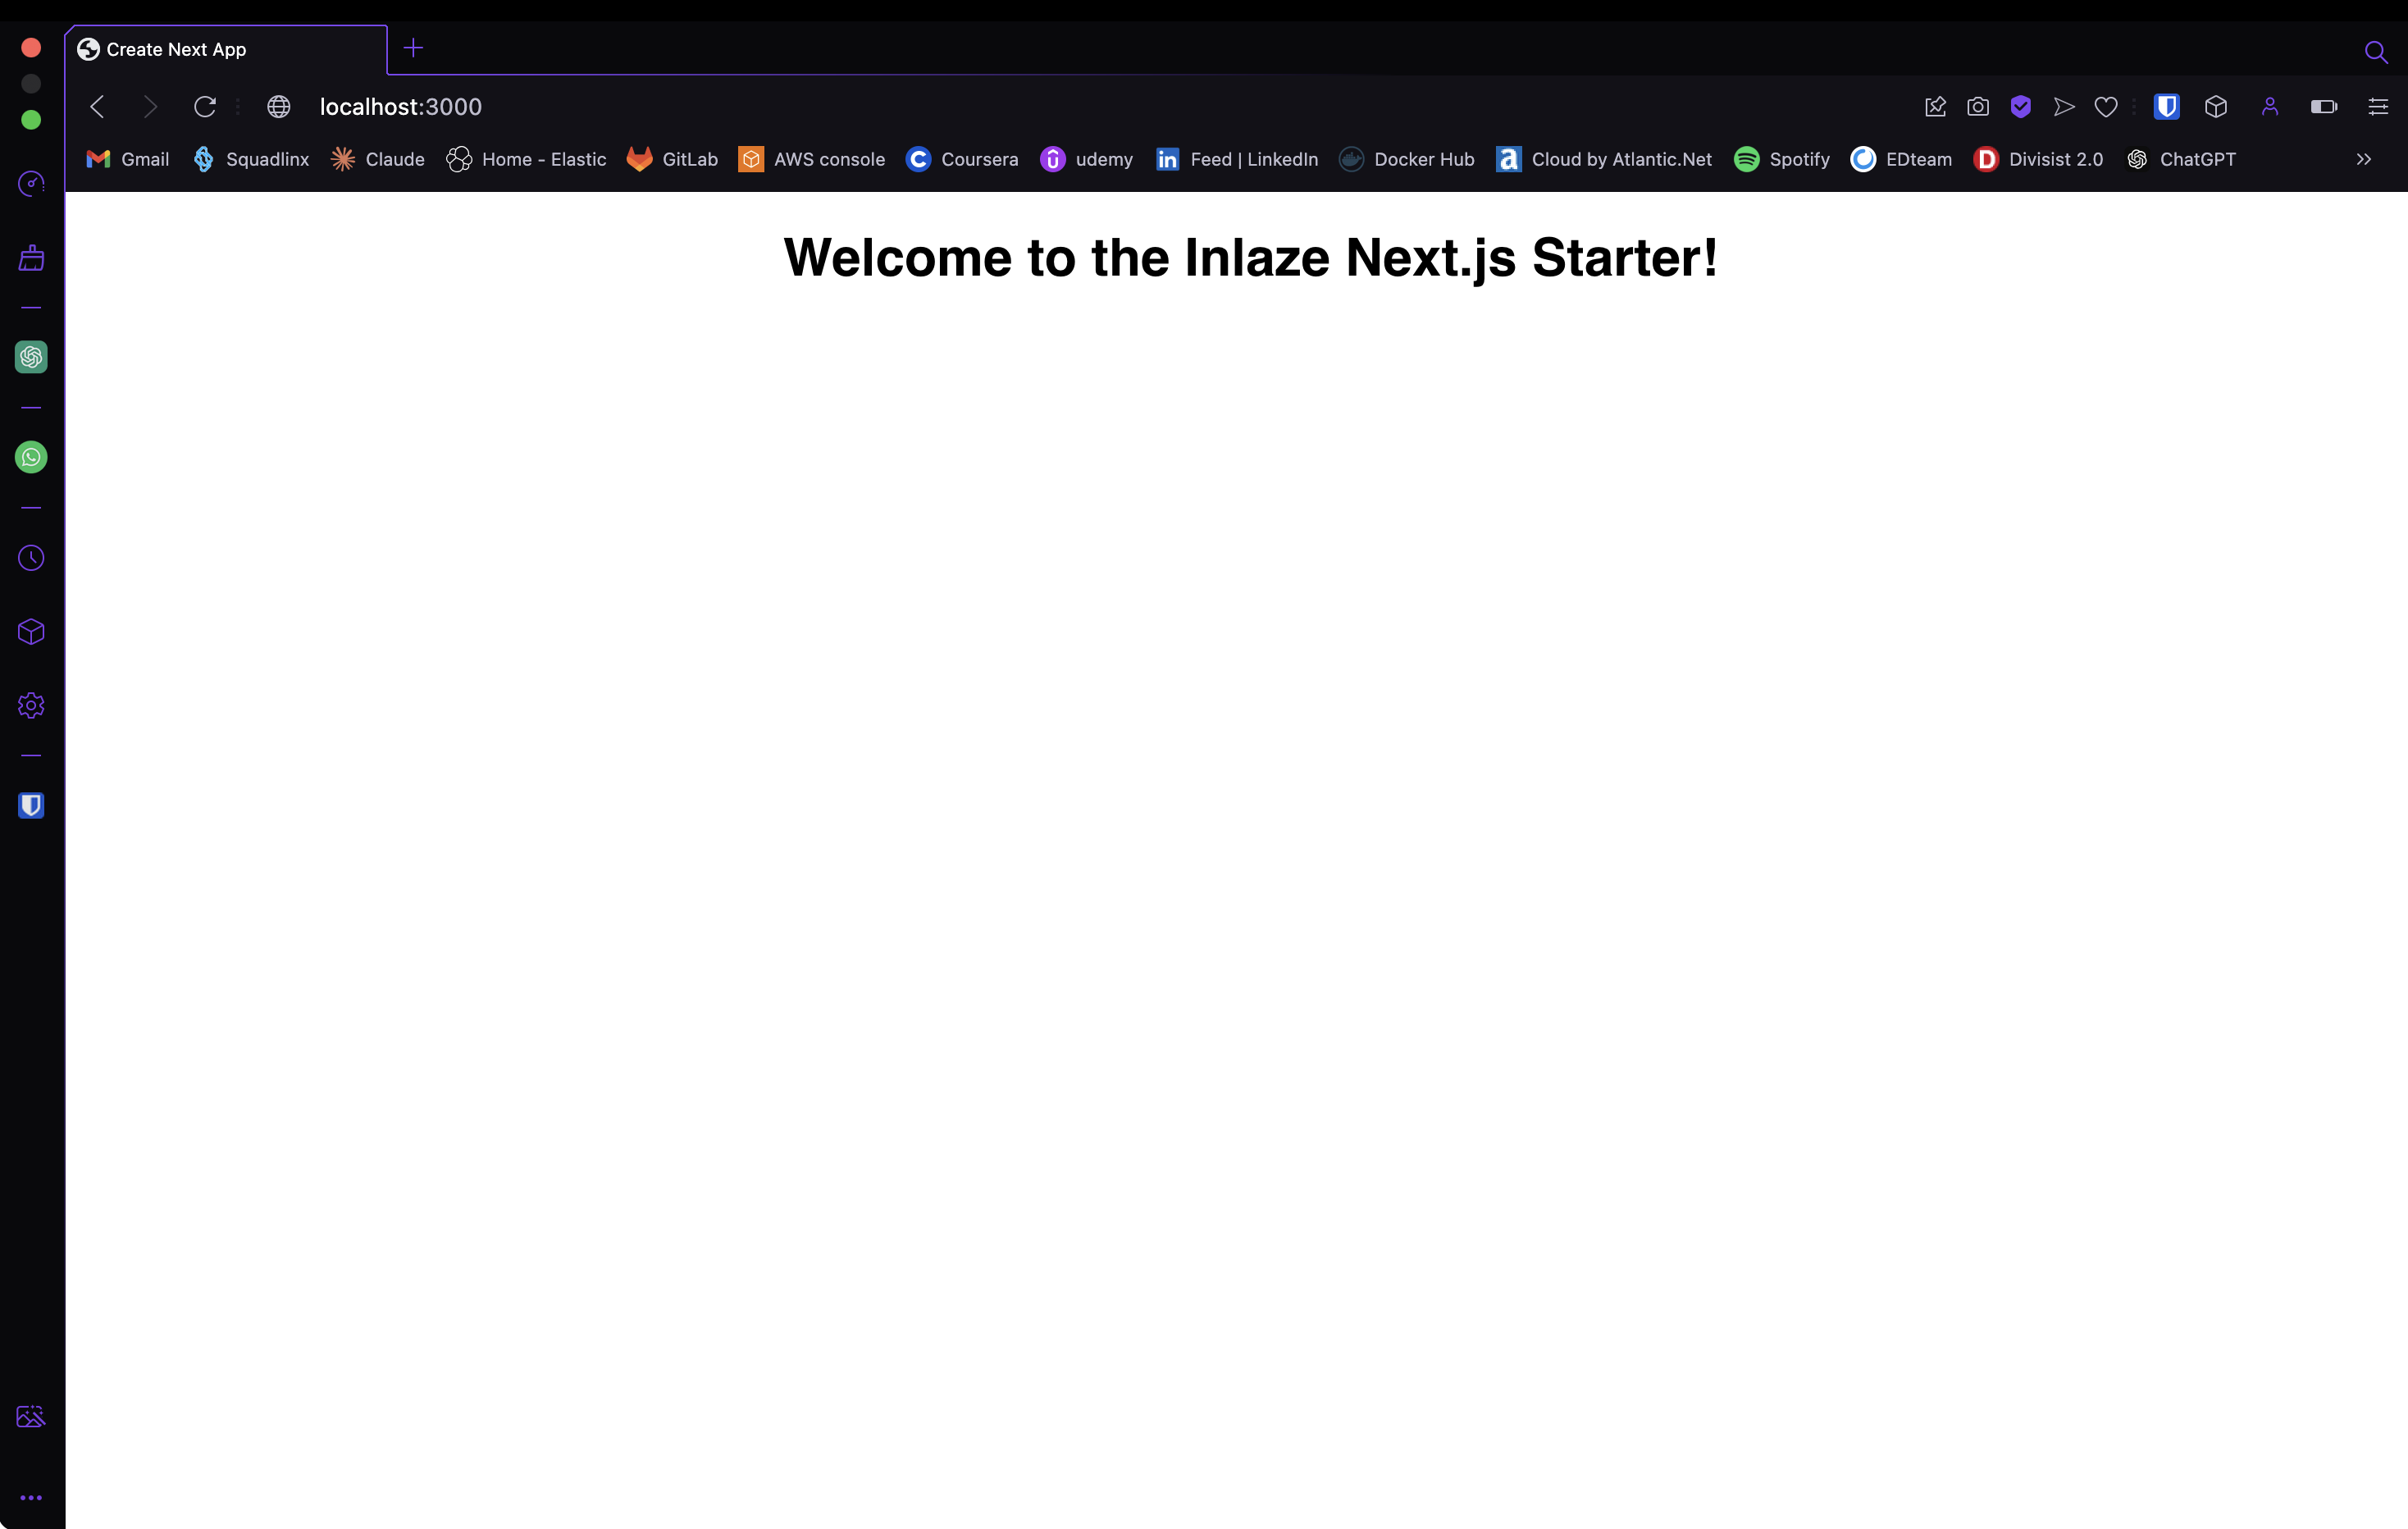 Create Next App
localhost:3000
Gmail Squadlinx Claude Home - Elastic GitLab AWS console Coursera udemy Feed | LinkedIn Docker Hub Cloud by Atlantic.Net Spotify EDteam Divisist 2.0 ChatGPT
Welcome to the Inlaze Next.js Starter!